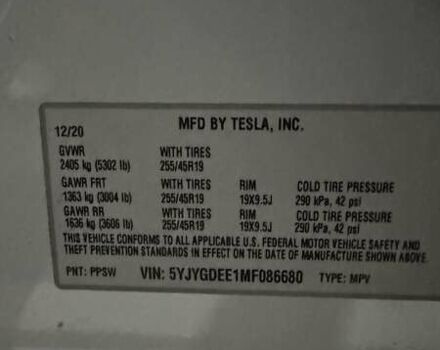 MFD BY TESLA, INC.
12/20
GVWR WITH TIRES
2405 kg (5302 lb) 255/45R19
GAWR FRT WITH TIRES RIM COLD TIRE PRESSURE
1363 kg (3004 lb) 255/45R19 19X9.5J 290 kPa, 42 psi
GAWR RR WITH TIRES RIM COLD TIRE PRESSURE
1636 kg (3606 lb) 255/45R19 19X9.5J 290 kPa, 42 psi
THIS VEHICLE CONFORMS TO ALL APPLICABLE U.S. FEDERAL MOTOR VEHICLE SAFETY AND
THEFT PREVENTION STANDARDS IN EFFECT ON THE DATE OF MANUFACTURE SHOWN ABOVE.
PNT: PPSW VIN: 5YJYGDEE1MF086680 TYPE: MPV